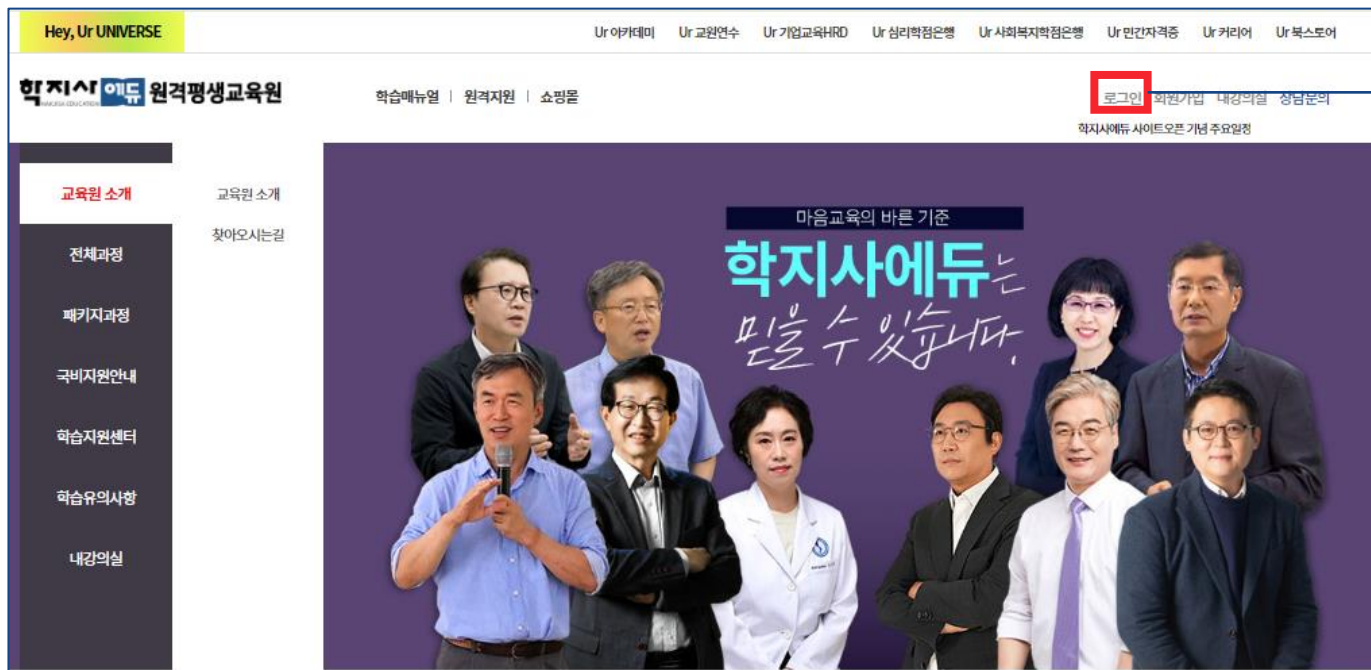 Hey, Ur UNIVERSE
Ur 아카데미 Ur 교원연수 Ur 기업교육HRD Ur 심리학점은행 Ur 사회복지학점은행 Ur 민간자격증 Ur 커리어 Ur 북스토어
학지사에듀 원격평생교육원
HAKJISA EDUCATION
학습매뉴얼 | 원격지원 | 쇼핑몰
로그인 회원가입 내강의실 상담문의
학지사에듀 사이트오픈 기념 주요일정
교육원 소개
전체과정
패키지과정
국비지원안내
학습지원센터
학습유의사항
내강의실
교육원 소개
찾아오시는길
마음교육의 바른 기준
학지사에듀는
믿을 수 있습니다.